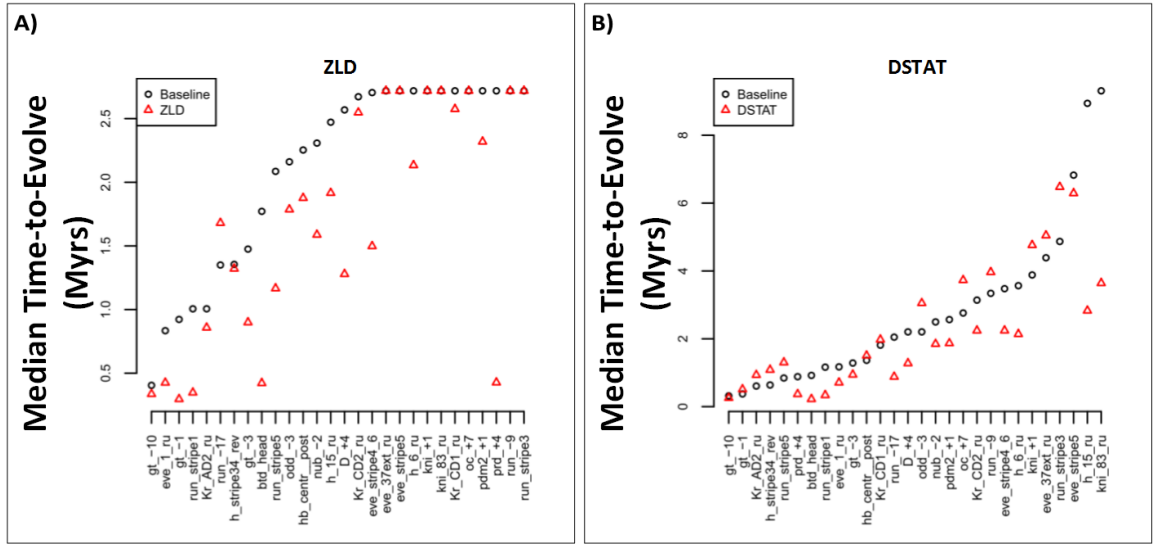 A)
ZLD
Baseline
ZLD
Median Time-to-Evolve
(Myrs)
2.5
2.0
1.5
1.0
0.5
gt_-10
eve_1_ru
gt_-1
run_stripe1
Kr_AD2_ru
run_-17
h_stripe34_rev
gt_-3
btd_head
run_stripe5
odd_-3
hb_centr__post
nub_-2
h_15_ru
D_+4
Kr_CD2_ru
eve_stripe4_6
eve_37ext_ru
eve_stripe5
h_6_ru
kni_+1
kni_83_ru
Kr_CD1_ru
oc_+7
pdm2_+1
prd_+4
run_-9
run_stripe3
B)
DSTAT
Baseline
DSTAT
Median Time-to-Evolve
(Myrs)
8
6
4
2
0
gt_-10
gt_-1
Kr_AD2_ru
h_stripe34_rev
run_stripe5
prd_+4
btd_head
run_stripe1
eve_1_ru
gt_-3
hb_centr__post
Kr_CD1_ru
run_-17
D_+4
odd_-3
nub_-2
pdm2_+1
oc_+7
Kr_CD2_ru
run_-9
eve_stripe4_6
h_6_ru
kni_+1
eve_37ext_ru
run_stripe3
eve_stripe5
h_15_ru
kni_83_ru